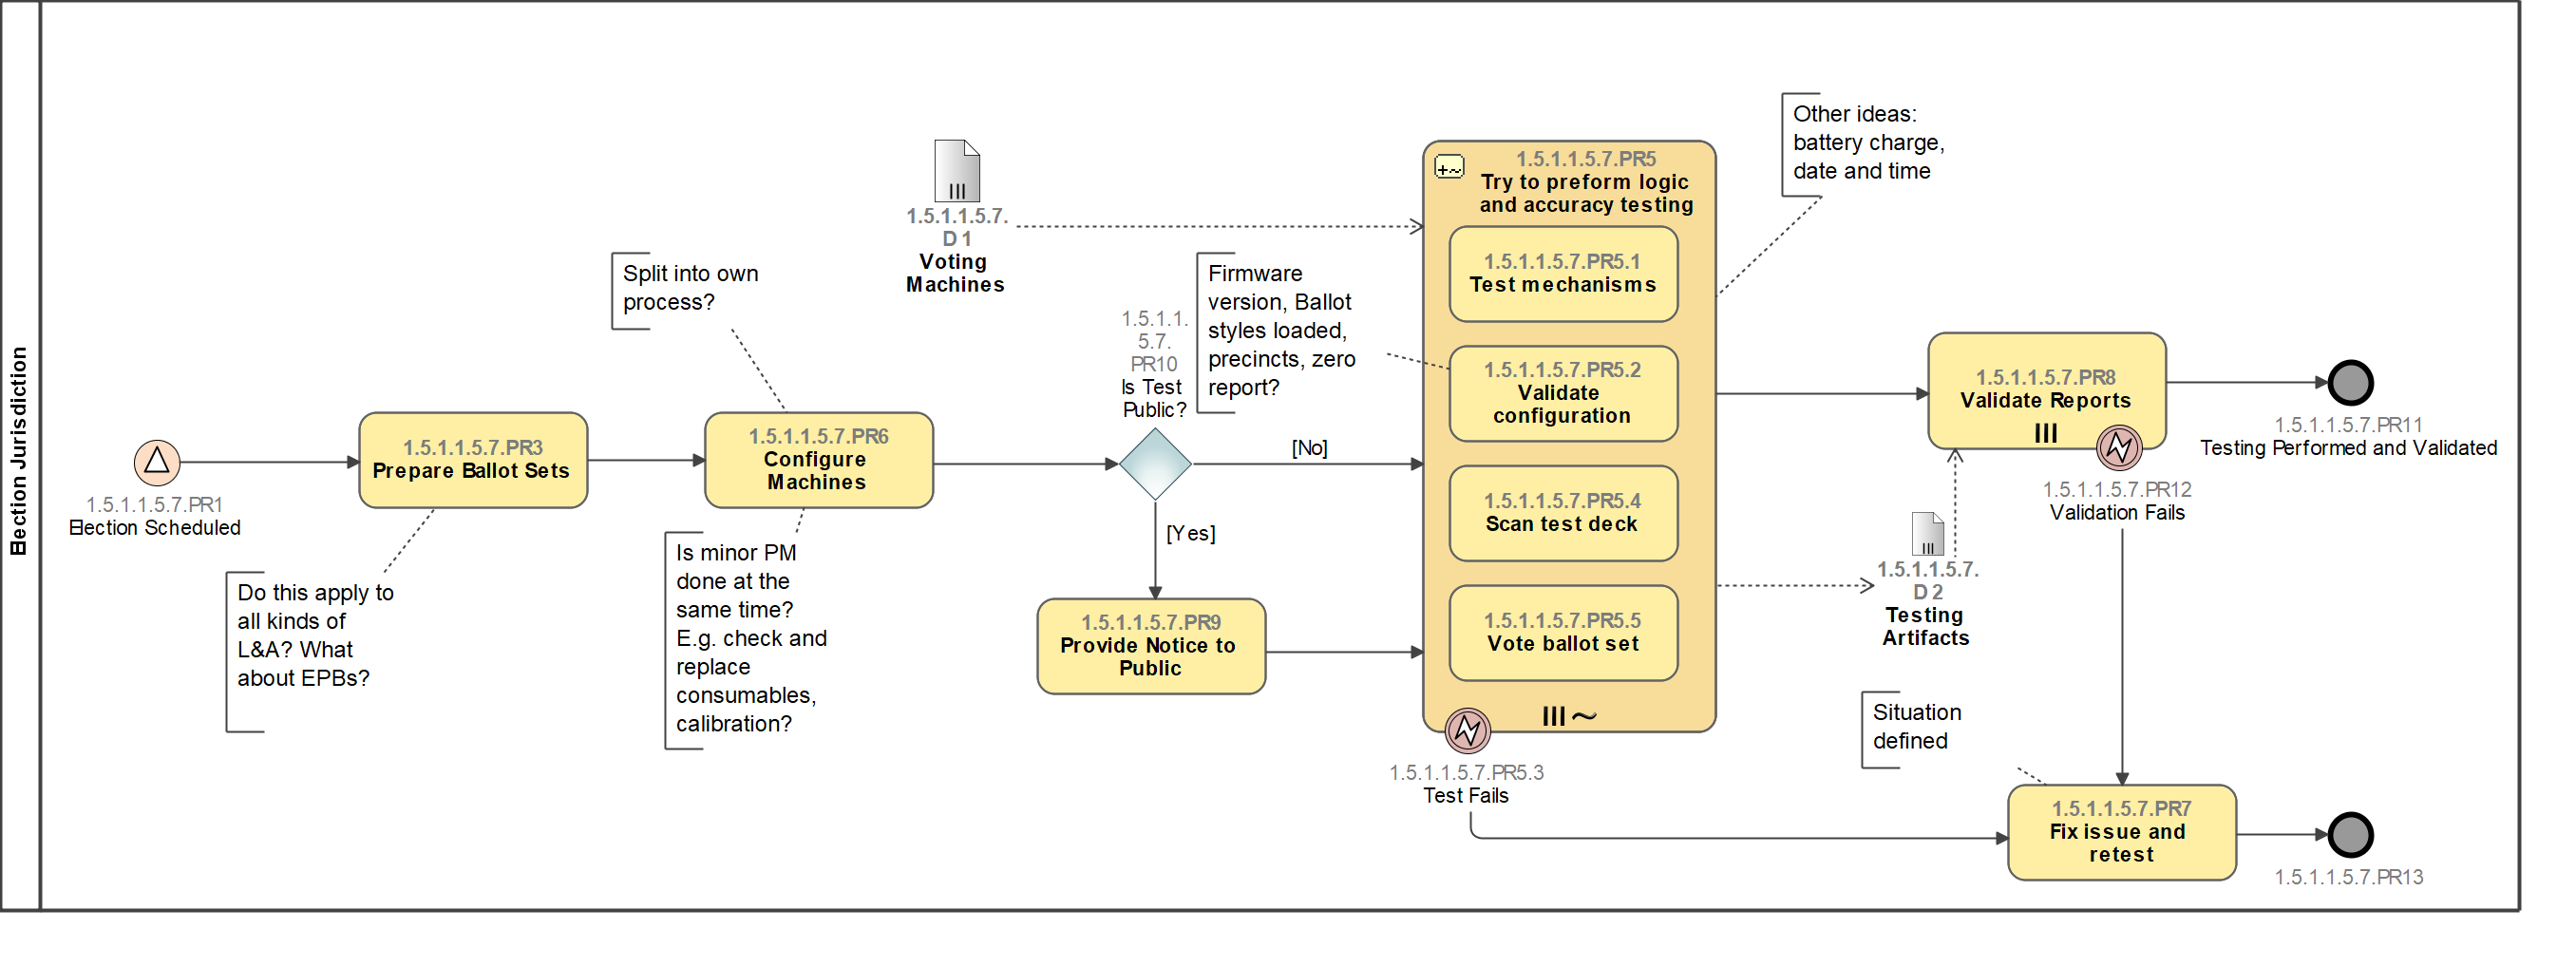 Election Jurisdiction
1.5.1.1.5.7.PR1
Election Scheduled
1.5.1.1.5.7.PR3
Prepare Ballot Sets
Do this apply to
all kinds of
L&A? What
about EPBs?
Split into own
process?
1.5.1.1.5.7.PR6
Configure
Machines
Is minor PM
done at the
same time?
E.g. check and
replace
consumables,
calibration?
1.5.1.1.5.7.
D1
Voting
Machines
1.5.1.1.
5.7.
PR10
Is Test
Public?
[No]
[Yes]
1.5.1.1.5.7.PR9
Provide Notice to
Public
Firmware
version, Ballot
styles loaded,
precincts, zero
report?
1.5.1.1.5.7.PR5
Try to preform logic
and accuracy testing
1.5.1.1.5.7.PR5.1
Test mechanisms
1.5.1.1.5.7.PR5.2
Validate
configuration
1.5.1.1.5.7.PR5.4
Scan test deck
1.5.1.1.5.7.PR5.5
Vote ballot set
1.5.1.1.5.7.PR5.3
Test Fails
Other ideas:
battery charge,
date and time
1.5.1.1.5.7.PR8
Validate Reports
1.5.1.1.5.7.PR11
Testing Performed and Validated
1.5.1.1.5.7.PR12
Validation Fails
1.5.1.1.5.7.
D2
Testing
Artifacts
Situation
defined
1.5.1.1.5.7.PR7
Fix issue and
retest
1.5.1.1.5.7.PR13